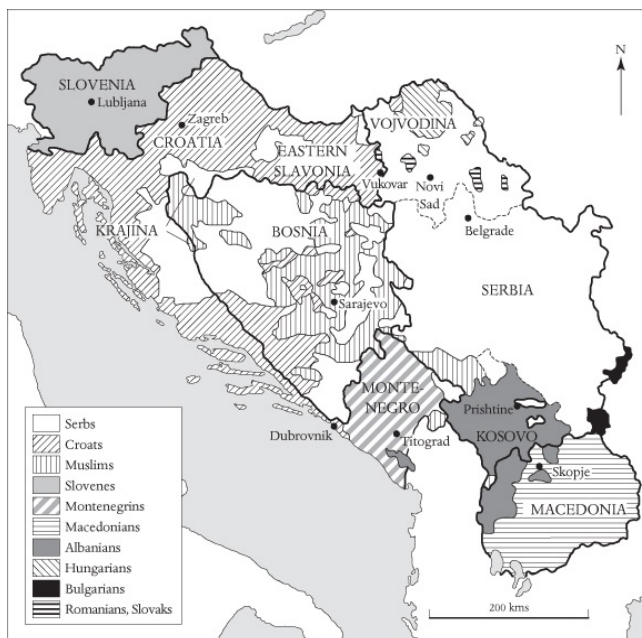 N
SLOVENIA
Lubljana
Zagreb
CROATIA
EASTERN
SLAVONIA
VOJVODINA
Vukovar
Novi
Sad
Belgrade
KRAJINA
BOSNIA
Sarajevo
SERBIA
MONTE-
NEGRO
Prishtine
KOSOVO
Dubrovnik
Titograd
Skopje
MACEDONIA
Serbs
Croats
Muslims
Slovenes
Montenegrins
Macedonians
Albanians
Hungarians
Bulgarians
Romanians, Slovaks
200 kms